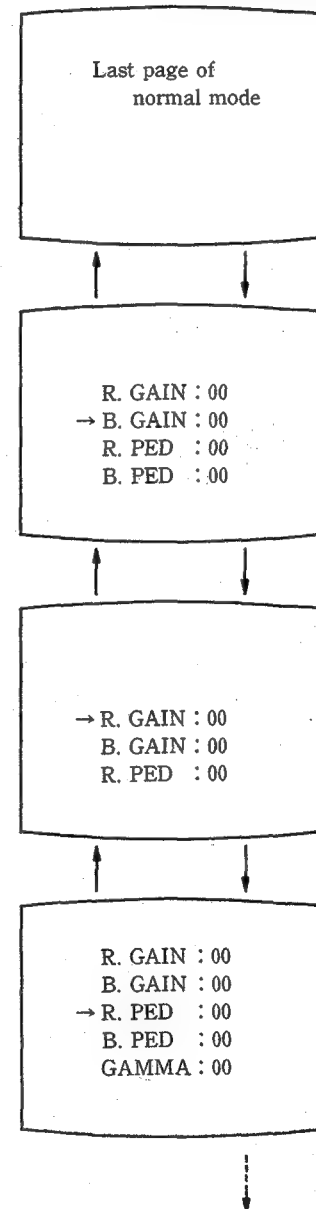 Last page of
normal mode
R. GAIN : 00
→ B. GAIN : 00
R. PED : 00
B. PED : 00
→ R. GAIN : 00
B. GAIN : 00
R. PED : 00
R. GAIN : 00
B. GAIN : 00
→ R. PED : 00
B. PED : 00
GAMMA : 00